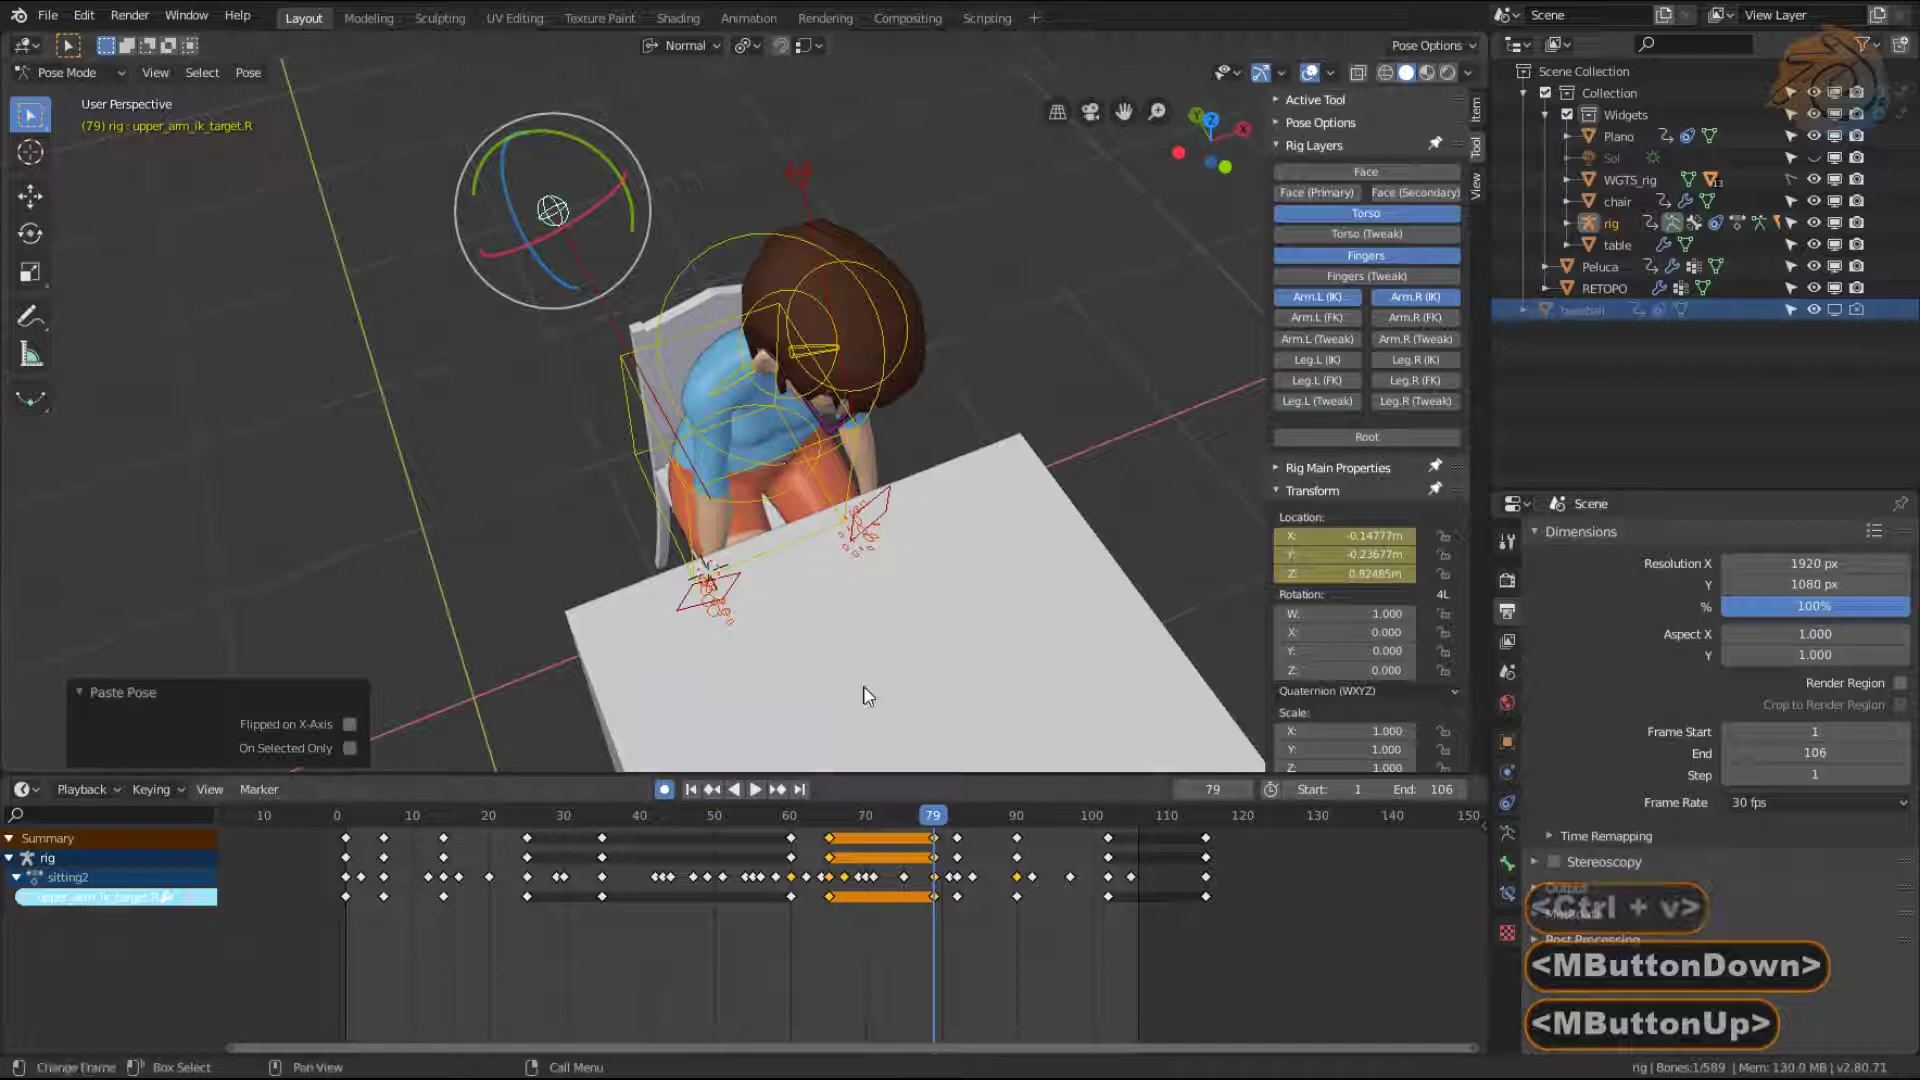 File Edit Render Window Help Layout Modeling Sculpting UV Editing Texture Paint Shading Animation Rendering Compositing Scripting + Scene View Layer
Normal Pose Options
Pose Mode View Select Pose
User Perspective
(79) rig : upper_arm_ik_target.R
Z
X
Y
Active Tool
Pose Options
Rig Layers
Face
Face (Primary) Face (Secondary)
Torso
Torso (Tweak)
Fingers
Fingers (Tweak)
Arm.L (IK) Arm.R (IK)
Arm.L (FK) Arm.R (FK)
Arm.L (Tweak) Arm.R (Tweak)
Leg.L (IK) Leg.R (IK)
Leg.L (FK) Leg.R (FK)
Leg.L (Tweak) Leg.R (Tweak)
Root
Rig Main Properties
Transform
Location:
X: -0.14777m
Y: -0.23677m
Z: 0.82485m
Rotation: 4L
W: 1.000
X: 0.000
Y: 0.000
Z: 0.000
Quaternion (WXYZ)
Scale:
X: 1.000
Y: 1.000
Z: 1.000
Item
Tool
View
Scene Collection
Collection
Widgets
Plano
Sol
WGTS_rig 13
chair
rig
table
Peluca
RETOPO
baseball
Scene
Dimensions
Resolution X 1920 px
Y 1080 px
% 100%
Aspect X 1.000
Y 1.000
Render Region
Crop to Render Region
Frame Start 1
End 106
Step 1
Frame Rate 30 fps
Time Remapping
Stereoscopy
Output
Metadata
Post Processing
<Ctrl + v>
<MButtonDown>
<MButtonUp>
Paste Pose
Flipped on X-Axis
On Selected Only
Playback Keying View Marker 79 Start: 1 End: 106
10 0 10 20 30 40 50 60 70 79 90 100 110 120 130 140 150
Summary
rig
sitting2
upper_arm_ik_target.R
Change Frame Box Select Pan View Call Menu rig | Bones:1/589 | Mem: 130.0 MB | v2.80.71